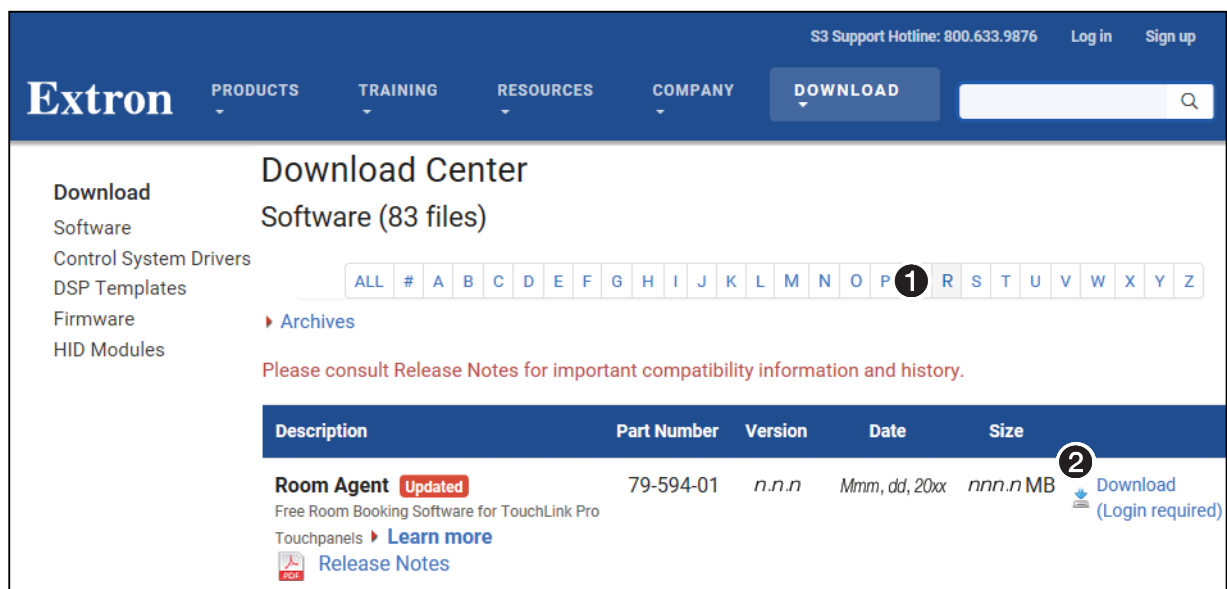 S3 Support Hotline: 800.633.9876 Log in Sign up
Extron PRODUCTS TRAINING RESOURCES COMPANY DOWNLOAD
Download Center
Download
Software (83 files)
Software
Control System Drivers
ALL # A B C D E F G H I J K L M N O P 1 R S T U V W X Y Z
DSP Templates
Firmware
Archives
HID Modules
Please consult Release Notes for important compatibility information and history.
Description Part Number Version Date Size
2
Room Agent Updated 79-594-01 n.n.n Mmm, dd, 20xx nnn.n MB Download
Free Room Booking Software for TouchLink Pro (Login required)
Touchpanels Learn more
PDF Release Notes